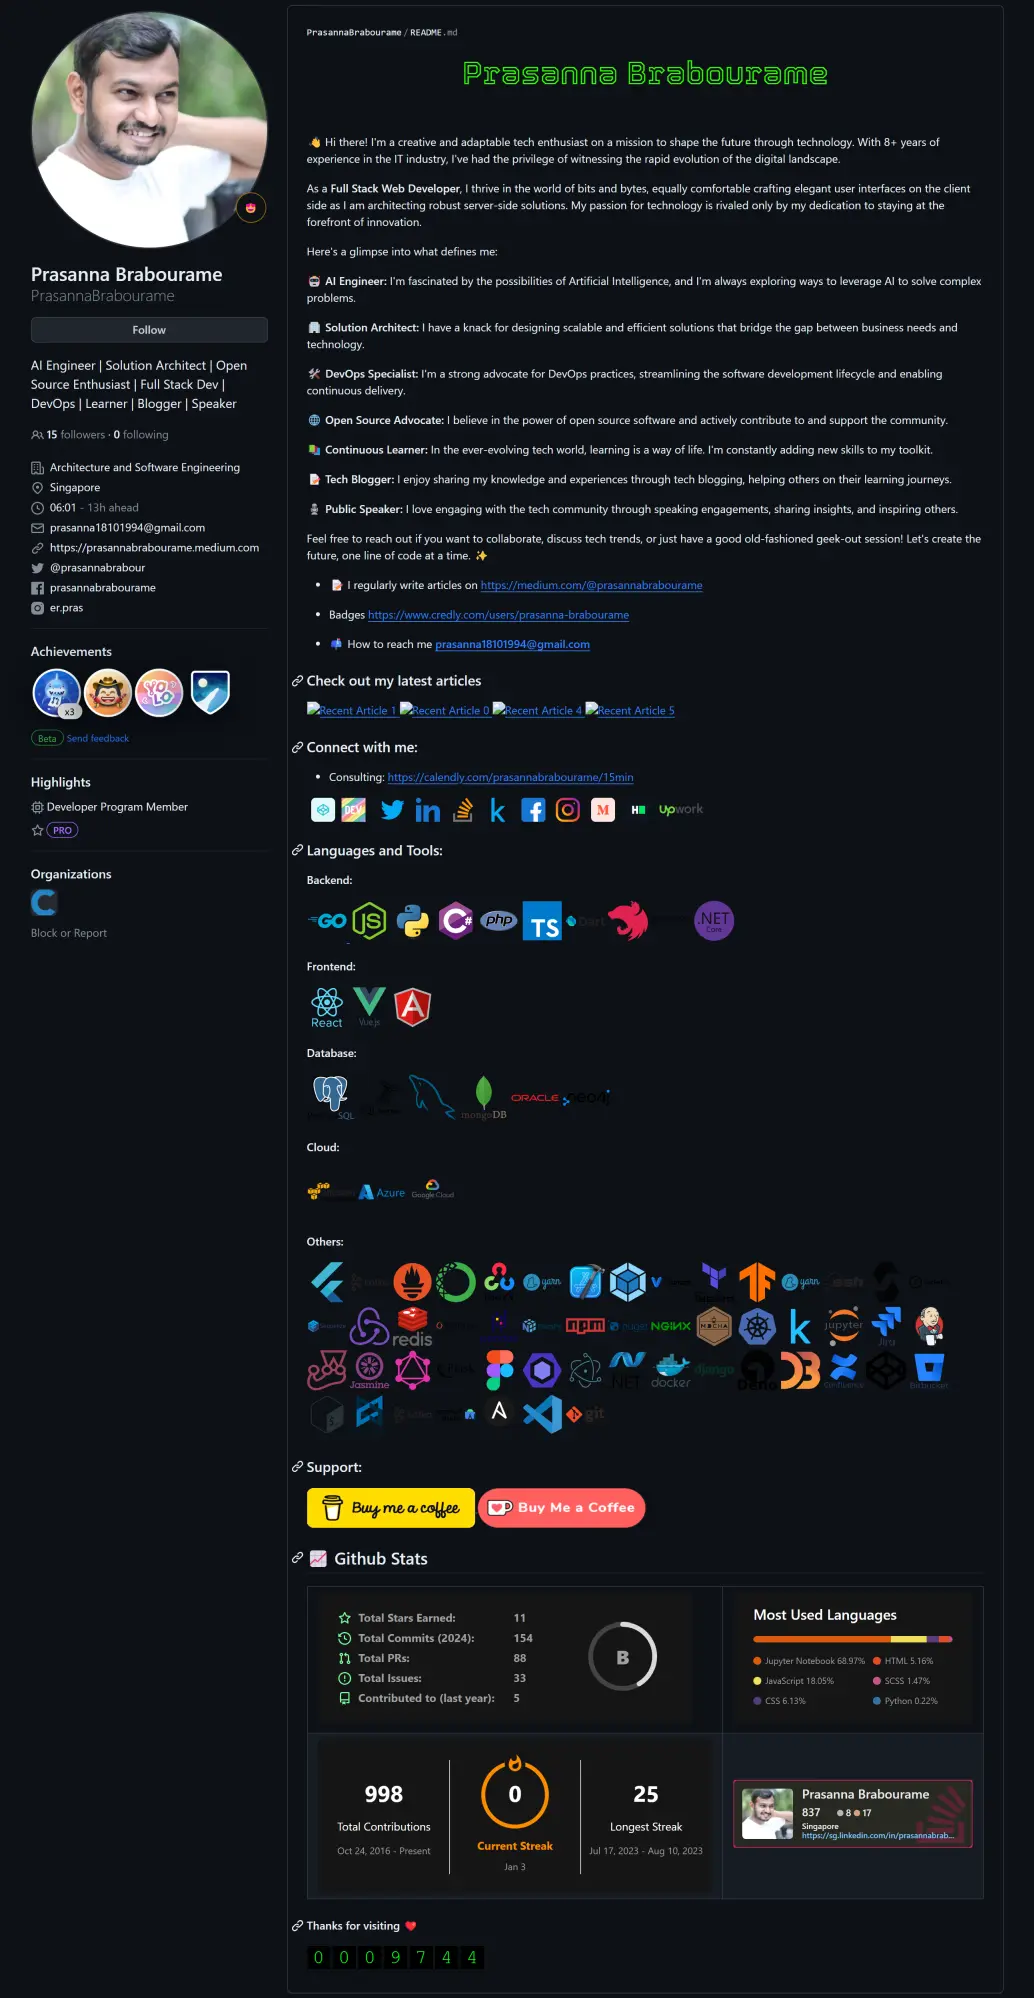 Prasanna Brabourame
PrasannaBrabourame
Follow
AI Engineer | Solution Architect | Open
Source Enthusiast | Full Stack Dev |
DevOps | Learner | Blogger | Speaker
15 followers · 0 following
Architecture and Software Engineering
Singapore
06:01 - 13h ahead
prasanna18101994@gmail.com
https://prasannabrabourame.medium.com
@prasannabrabour
prasannabrabourame
er.pras
Achievements
x3
YOLO
Beta Send feedback
Highlights
Developer Program Member
PRO
Organizations
Block or Report
PrasannaBrabourame / README.md
Prasanna Brabourame
👋 Hi there! I'm a creative and adaptable tech enthusiast on a mission to shape the future through technology. With 8+ years of
experience in the IT industry, I've had the privilege of witnessing the rapid evolution of the digital landscape.
As a Full Stack Web Developer, I thrive in the world of bits and bytes, equally comfortable crafting elegant user interfaces on the client
side as I am architecting robust server-side solutions. My passion for technology is rivaled only by my dedication to staying at the
forefront of innovation.
Here's a glimpse into what defines me:
🤖 AI Engineer: I'm fascinated by the possibilities of Artificial Intelligence, and I'm always exploring ways to leverage AI to solve complex
problems.
🏢 Solution Architect: I have a knack for designing scalable and efficient solutions that bridge the gap between business needs and
technology.
🛠️ DevOps Specialist: I'm a strong advocate for DevOps practices, streamlining the software development lifecycle and enabling
continuous delivery.
🌐 Open Source Advocate: I believe in the power of open source software and actively contribute to and support the community.
📚 Continuous Learner: In the ever-evolving tech world, learning is a way of life. I'm constantly adding new skills to my toolkit.
📝 Tech Blogger: I enjoy sharing my knowledge and experiences through tech blogging, helping others on their learning journeys.
🎙️ Public Speaker: I love engaging with the tech community through speaking engagements, sharing insights, and inspiring others.
Feel free to reach out if you want to collaborate, discuss tech trends, or just have a good old-fashioned geek-out session! Let's create the
future, one line of code at a time. ✨
• 📝 I regularly write articles on https://medium.com/@prasannabrabourame
• Badges https://www.credly.com/users/prasanna-brabourame
• 📫 How to reach me prasanna18101994@gmail.com
Check out my latest articles
Recent Article 1 Recent Article 0 Recent Article 4 Recent Article 5
Connect with me:
• Consulting: https://calendly.com/prasannabrabourame/15min
DEV in k f M H Upwork
Languages and Tools:
Backend:
GO JS C# php TS Dart .NET Core
Frontend:
React Vue.js A
Database:
SQL mongoDB ORACLE neo4j
Cloud:
Azure Google Cloud
Others:
yarn yarn
redis npm nuget NGINX MOCHA k jupyter Jira
Jasmine .NET docker django Deno D3 Confluence Bitbucket
A git
Support:
Buy me a coffee Buy Me a Coffee
📈 Github Stats
Total Stars Earned: 11
Total Commits (2024): 154
Total PRs: 88
Total Issues: 33
Contributed to (last year): 5
B
Most Used Languages
Jupyter Notebook 68.97% HTML 5.16%
JavaScript 18.05% SCSS 1.47%
CSS 6.13% Python 0.22%
998
Total Contributions
Oct 24, 2016 - Present
0
Current Streak
Jan 3
25
Longest Streak
Jul 17, 2023 - Aug 10, 2023
Prasanna Brabourame
837 8 17
Singapore
https://sg.linkedin.com/in/prasannabrab...
Thanks for visiting ❤️
0009744